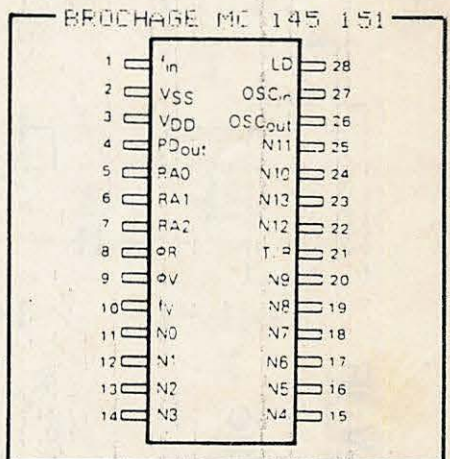 BROCHAGE MC 145 151
1 fin LD 28
2 VSS OSCin 27
3 VDD OSCout 26
4 PDout N11 25
5 RA0 N10 24
6 RA1 N13 23
7 RA2 N12 22
8 ΦR 21
9 ΦV N9 20
10 fV N8 19
11 N0 N7 18
12 N1 N6 17
13 N2 N5 16
14 N3 N4 15